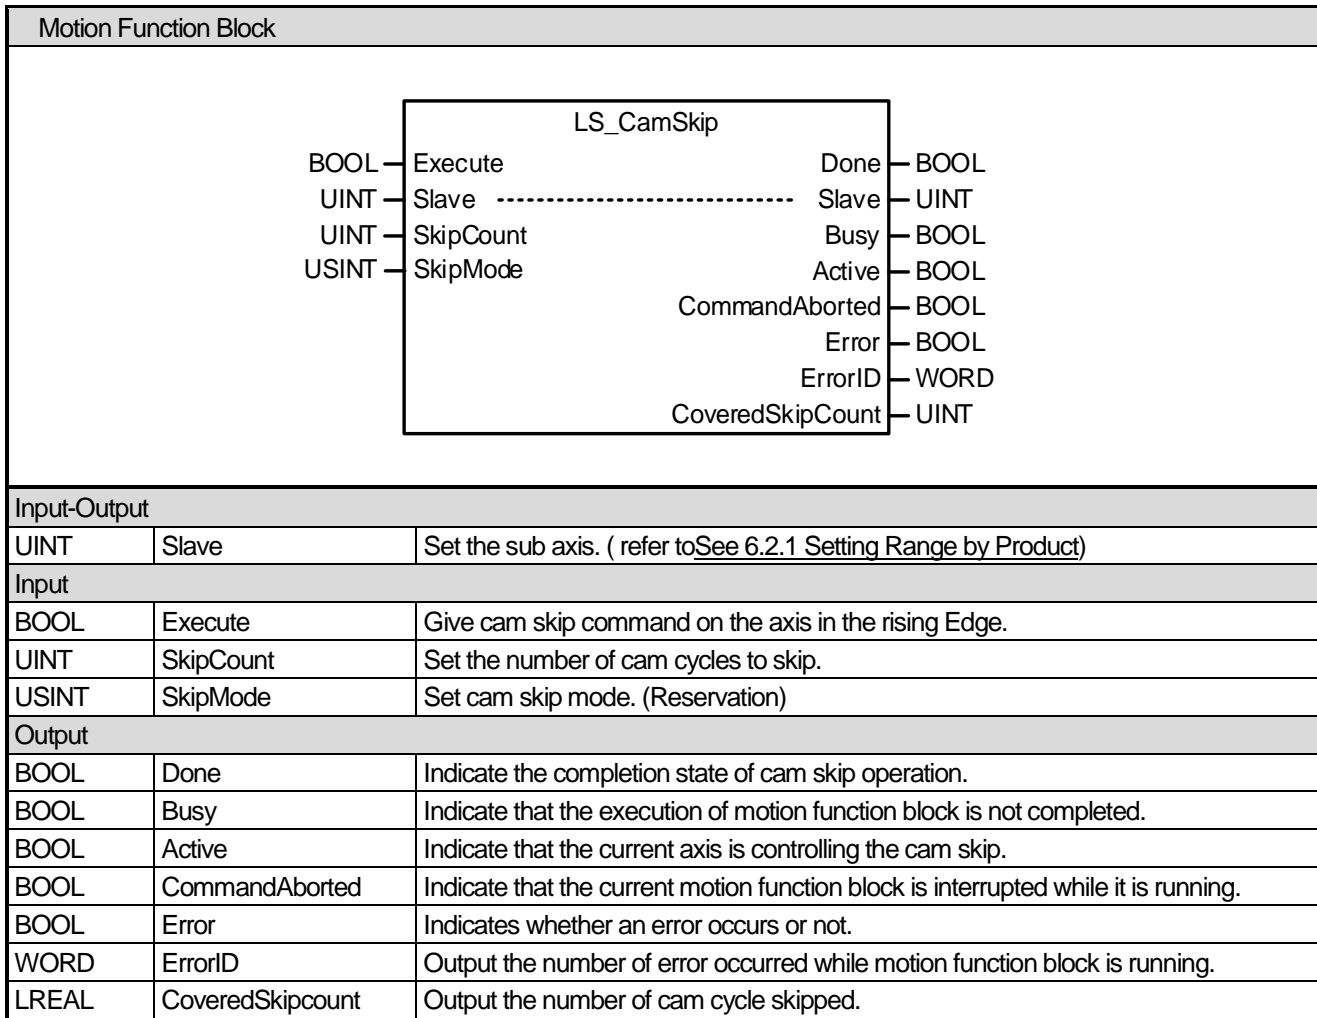 Motion Function Block
LS_CamSkip
BOOL Execute Done BOOL
UINT Slave Slave UINT
UINT SkipCount Busy BOOL
USINT SkipMode Active BOOL
CommandAborted BOOL
Error BOOL
ErrorID WORD
CoveredSkipCount UINT
Input-Output
UINT Slave Set the sub axis. ( refer toSee 6.2.1 Setting Range by Product)
Input
BOOL Execute Give cam skip command on the axis in the rising Edge.
UINT SkipCount Set the number of cam cycles to skip.
USINT SkipMode Set cam skip mode. (Reservation)
Output
BOOL Done Indicate the completion state of cam skip operation.
BOOL Busy Indicate that the execution of motion function block is not completed.
BOOL Active Indicate that the current axis is controlling the cam skip.
BOOL CommandAborted Indicate that the current motion function block is interrupted while it is running.
BOOL Error Indicates whether an error occurs or not.
WORD ErrorID Output the number of error occurred while motion function block is running.
LREAL CoveredSkipcount Output the number of cam cycle skipped.